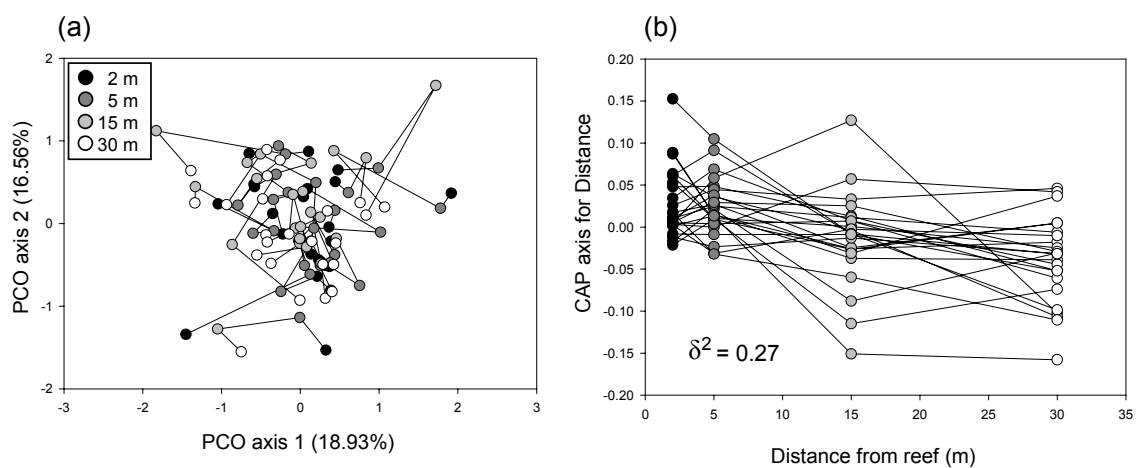 (a)
2
1
0
-1
-2
-3
-2
-1
0
1
2
3
PCO axis 2 (16.56%)
PCO axis 1 (18.93%)
2 m
5 m
15 m
30 m
(b)
0.20
0.15
0.10
0.05
0.00
-0.05
-0.10
-0.15
-0.20
0
5
10
15
20
25
30
35
CAP axis for Distance
Distance from reef (m)
δ² = 0.27